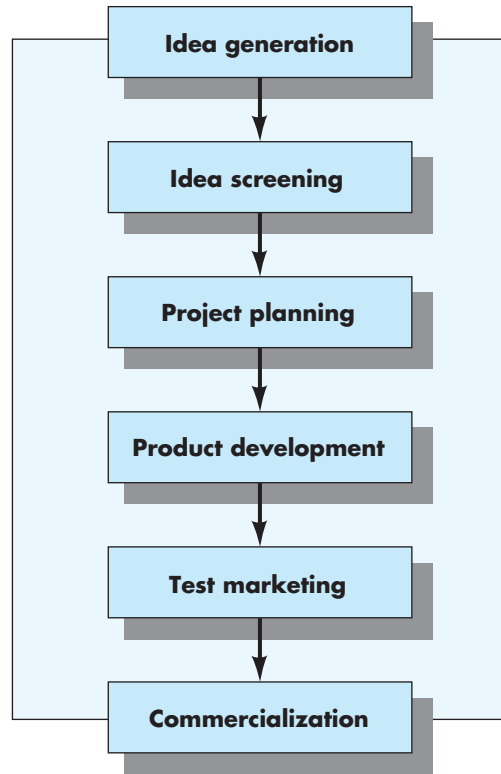 Idea generation
Idea screening
Project planning
Product development
Test marketing
Commercialization